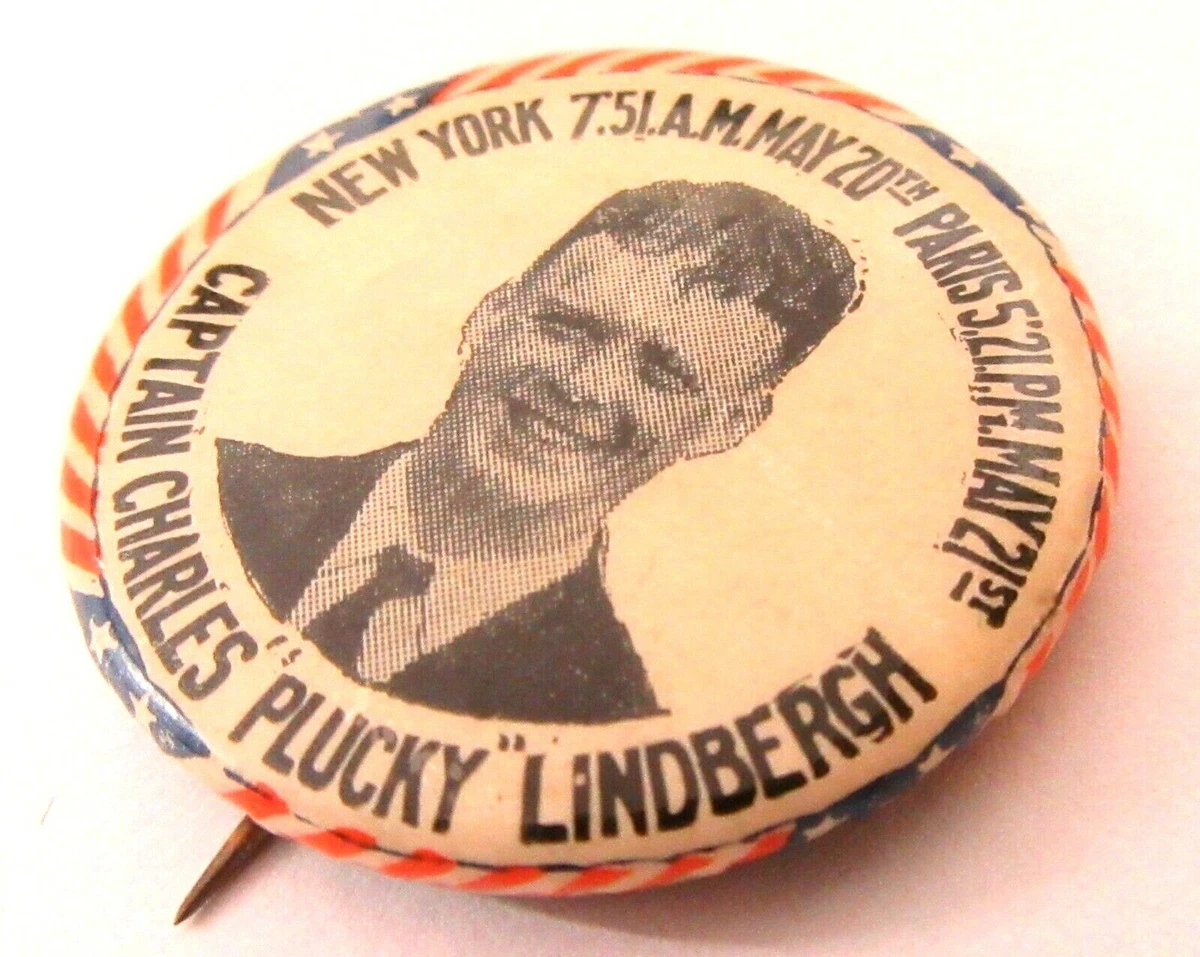 NEW YORK 7.51.A.M. MAY 20TH PARIS 5.21.P.M. MAY 21ST
CAPTAIN CHARLES "PLUCKY" LINDBERGH